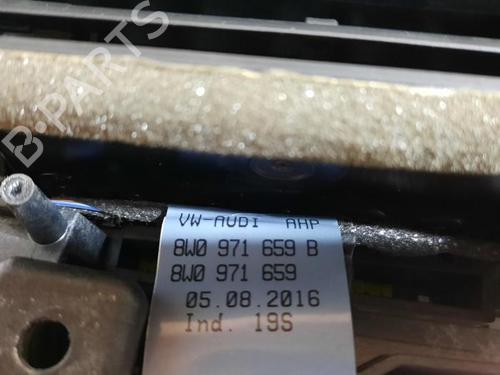 B-PARTS
VW-AUDI AHP
8W0 971 659 B
8W0 971 659
05.08.2016
Ind. 19S